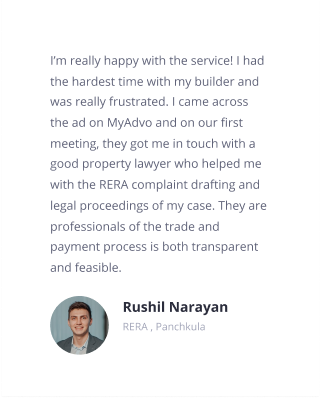 I'm really happy with the service! I had
the hardest time with my builder and
was really frustrated. I came across
the ad on MyAdvo and on our first
meeting, they got me in touch with a
good property lawyer who helped me
with the RERA complaint drafting and
legal proceedings of my case. They are
professionals of the trade and
payment process is both transparent
and feasible.
Rushil Narayan
RERA , Panchkula